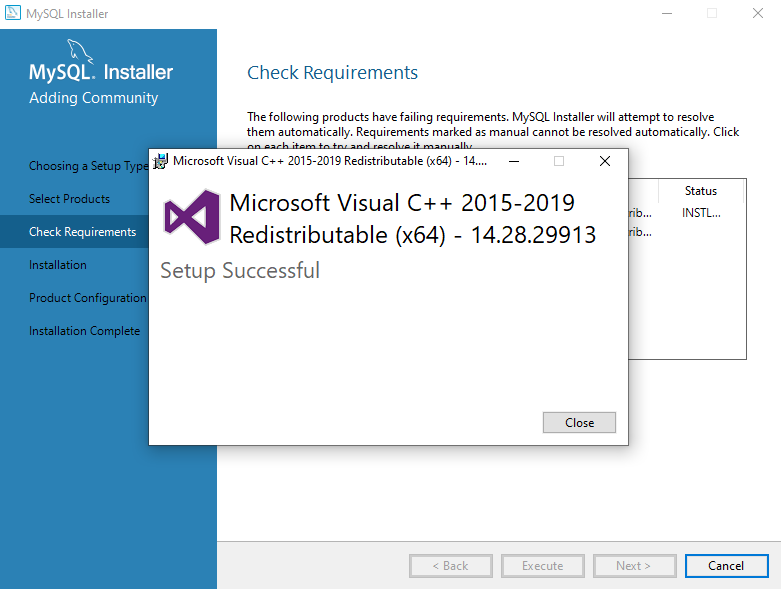 MySQL Installer
MySQL. Installer
Adding Community
Choosing a Setup Type
Select Products
Check Requirements
Installation
Product Configuration
Installation Complete
Check Requirements
The following products have failing requirements. MySQL Installer will attempt to resolve
them automatically. Requirements marked as manual cannot be resolved automatically. Click
on each item to try and resolve it manually.
Status
rib... INSTL...
rib...
Microsoft Visual C++ 2015-2019 Redistributable (x64) - 14....
Microsoft Visual C++ 2015-2019
Redistributable (x64) - 14.28.29913
Setup Successful
Close
< Back
Execute
Next >
Cancel